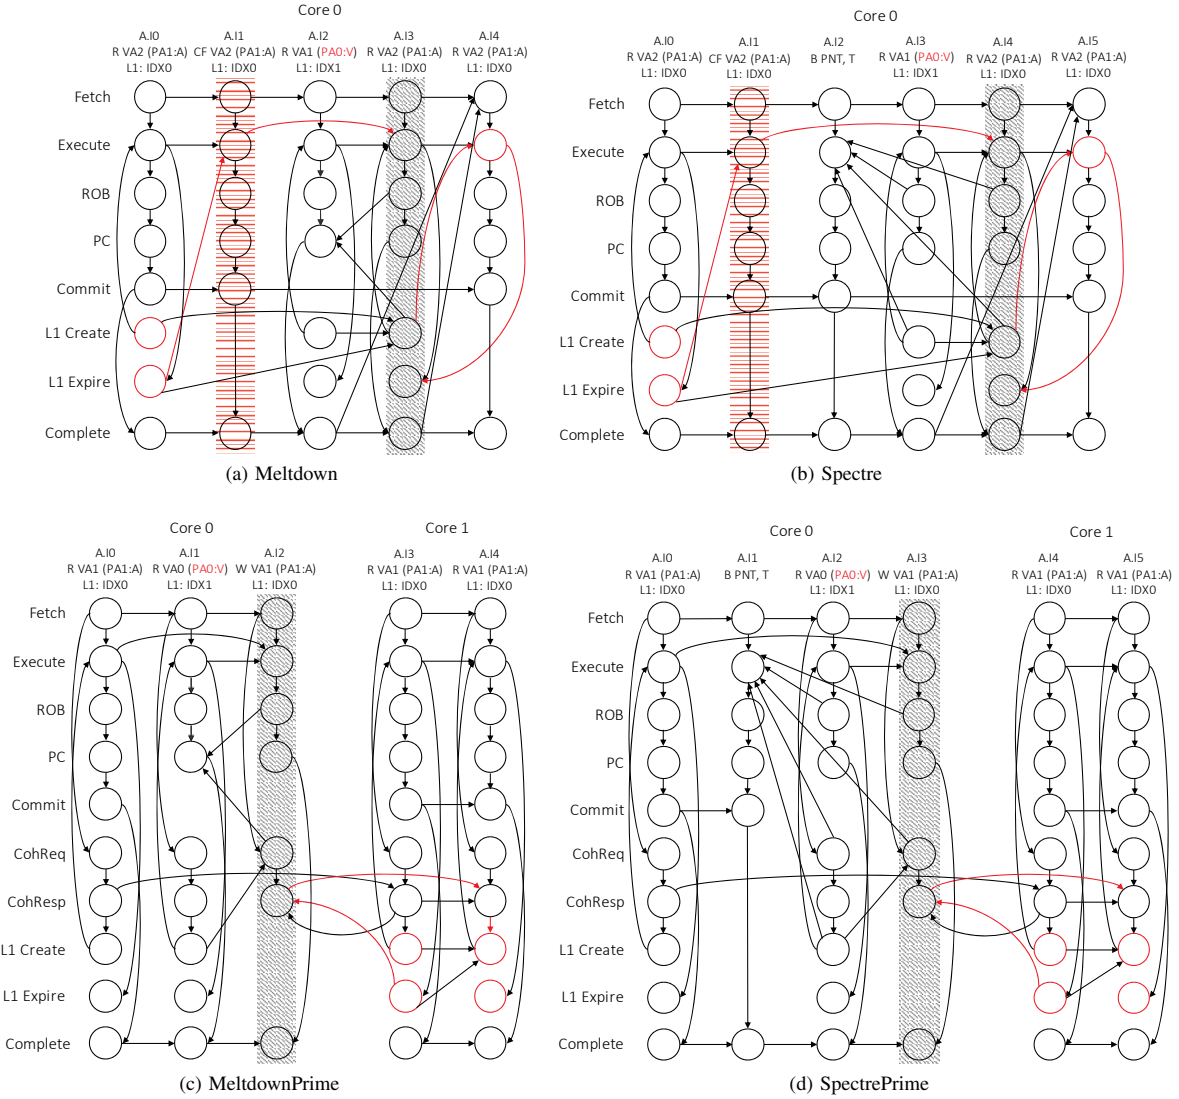 Core 0
A.I0 A.I1 A.I2 A.I3 A.I4
R VA2 (PA1:A) CF VA2 (PA1:A) R VA1 (PA0:V) R VA2 (PA1:A) R VA2 (PA1:A)
L1: IDX0 L1: IDX0 L1: IDX1 L1: IDX0 L1: IDX0
Fetch
Execute
ROB
PC
Commit
L1 Create
L1 Expire
Complete
(a) Meltdown
Core 0
A.I0 A.I1 A.I2 A.I3 A.I4 A.I5
R VA2 (PA1:A) CF VA2 (PA1:A) B PNT, T R VA1 (PA0:V) R VA2 (PA1:A) R VA2 (PA1:A)
L1: IDX0 L1: IDX0 L1: IDX1 L1: IDX0 L1: IDX0
Fetch
Execute
ROB
PC
Commit
L1 Create
L1 Expire
Complete
(b) Spectre
Core 0 Core 1
A.I0 A.I1 A.I2 A.I3 A.I4
R VA1 (PA1:A) R VA0 (PA0:V) W VA1 (PA1:A) R VA1 (PA1:A) R VA1 (PA1:A)
L1: IDX0 L1: IDX1 L1: IDX0 L1: IDX0 L1: IDX0
Fetch
Execute
ROB
PC
Commit
CohReq
CohResp
L1 Create
L1 Expire
Complete
(c) MeltdownPrime
Core 0 Core 1
A.I0 A.I1 A.I2 A.I3 A.I4 A.I5
R VA1 (PA1:A) B PNT, T R VA0 (PA0:V) W VA1 (PA1:A) R VA1 (PA1:A) R VA1 (PA1:A)
L1: IDX0 L1: IDX1 L1: IDX0 L1: IDX0 L1: IDX0
Fetch
Execute
ROB
PC
Commit
CohReq
CohResp
L1 Create
L1 Expire
Complete
(d) SpectrePrime